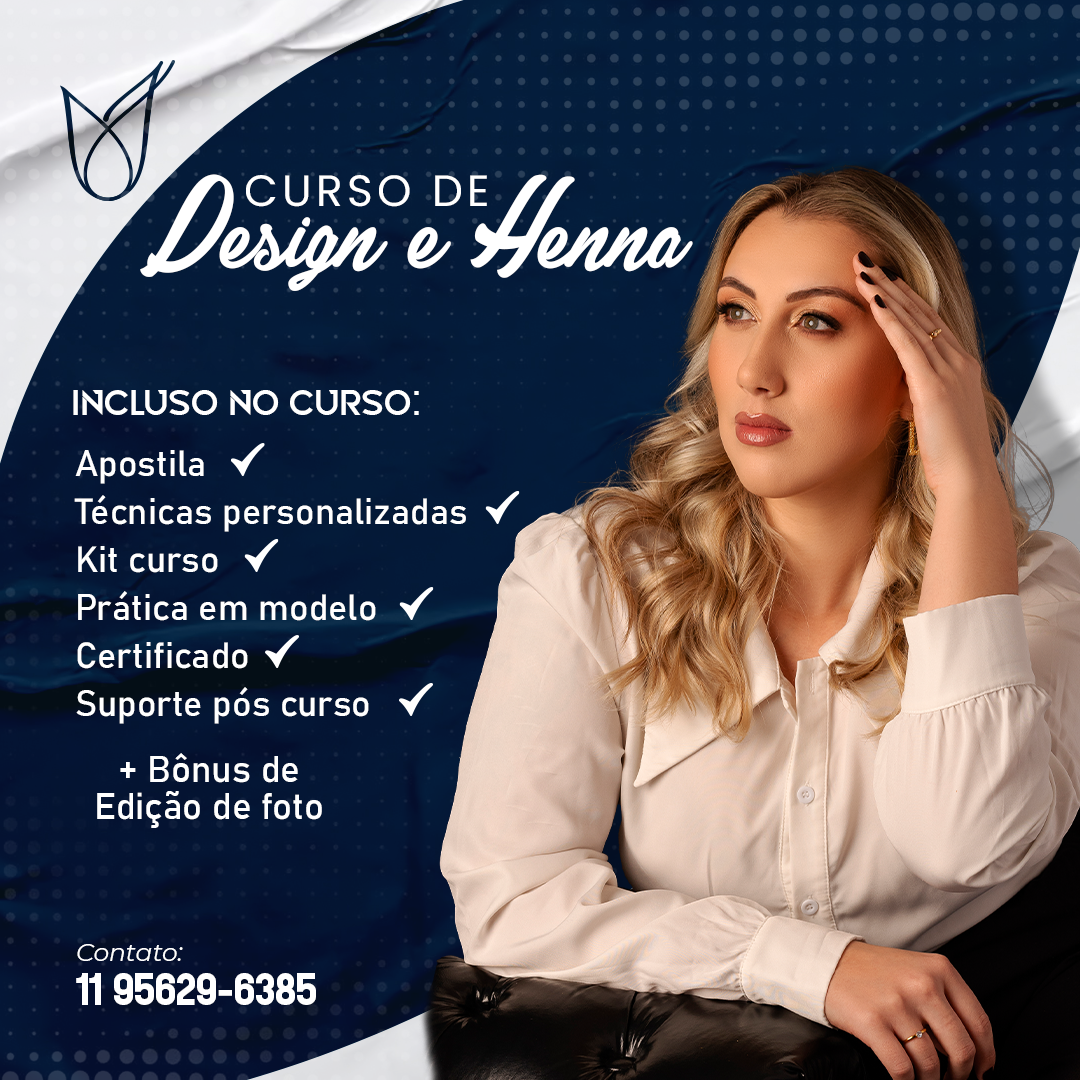 CURSO DE
Design e Henna
INCLUSO NO CURSO:
Apostila
Técnicas personalizadas
Kit curso
Prática em modelo
Certificado
Suporte pós curso
+ Bônus de
Edição de foto
Contato:
11 95629-6385